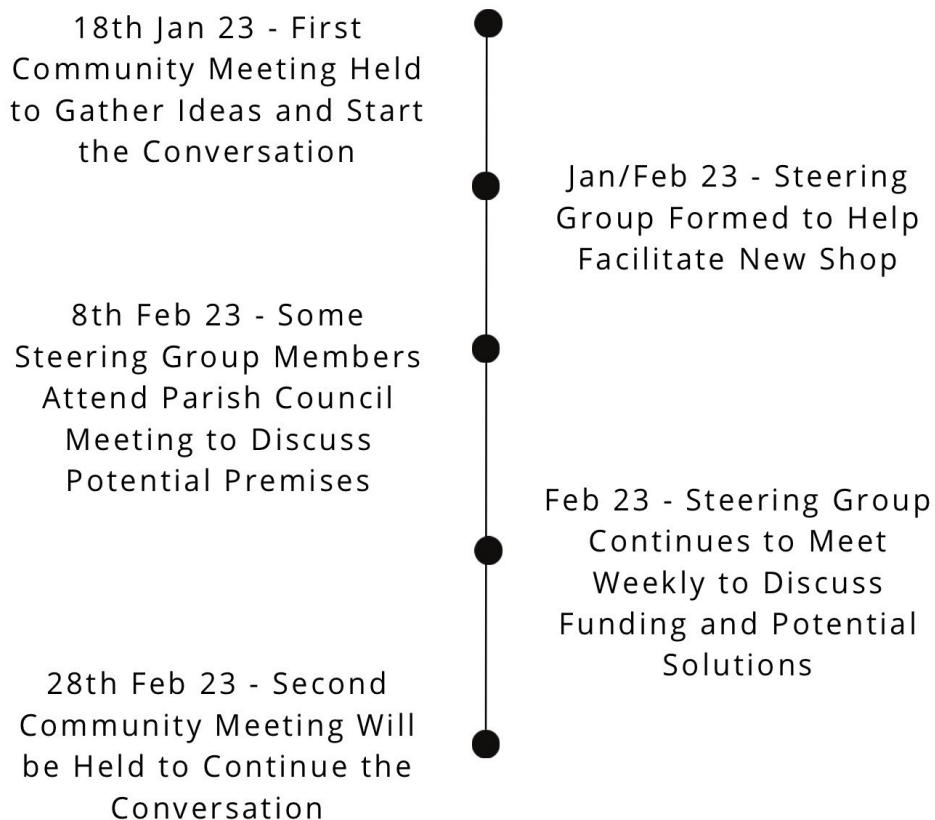 18th Jan 23 - First
Community Meeting Held
to Gather Ideas and Start
the Conversation
Jan/Feb 23 - Steering
Group Formed to Help
Facilitate New Shop
8th Feb 23 - Some
Steering Group Members
Attend Parish Council
Meeting to Discuss
Potential Premises
Feb 23 - Steering Group
Continues to Meet
Weekly to Discuss
Funding and Potential
Solutions
28th Feb 23 - Second
Community Meeting Will
be Held to Continue the
Conversation